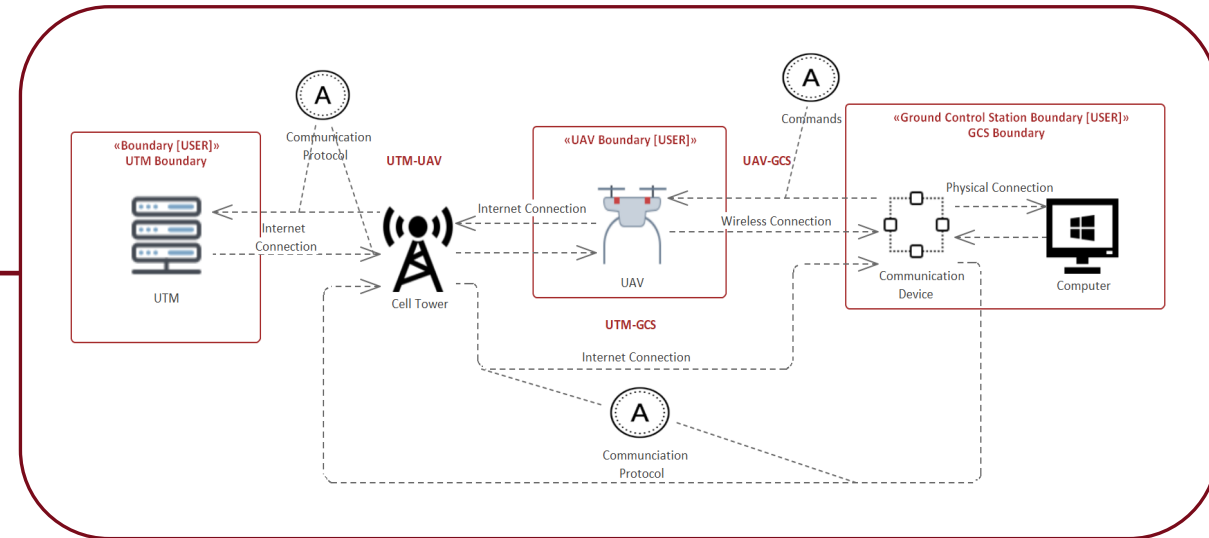 A
Communication
Protocol
A
Commands
«Boundary [USER]»
UTM Boundary
UTM-UAV
«UAV Boundary [USER]»
UAV-GCS
«Ground Control Station Boundary [USER]»
GCS Boundary
Physical Connection
Internet Connection
Wireless Connection
Internet
Connection
UTM
Cell Tower
UAV
Communication
Device
Computer
UTM-GCS
Internet Connection
A
Communciation
Protocol